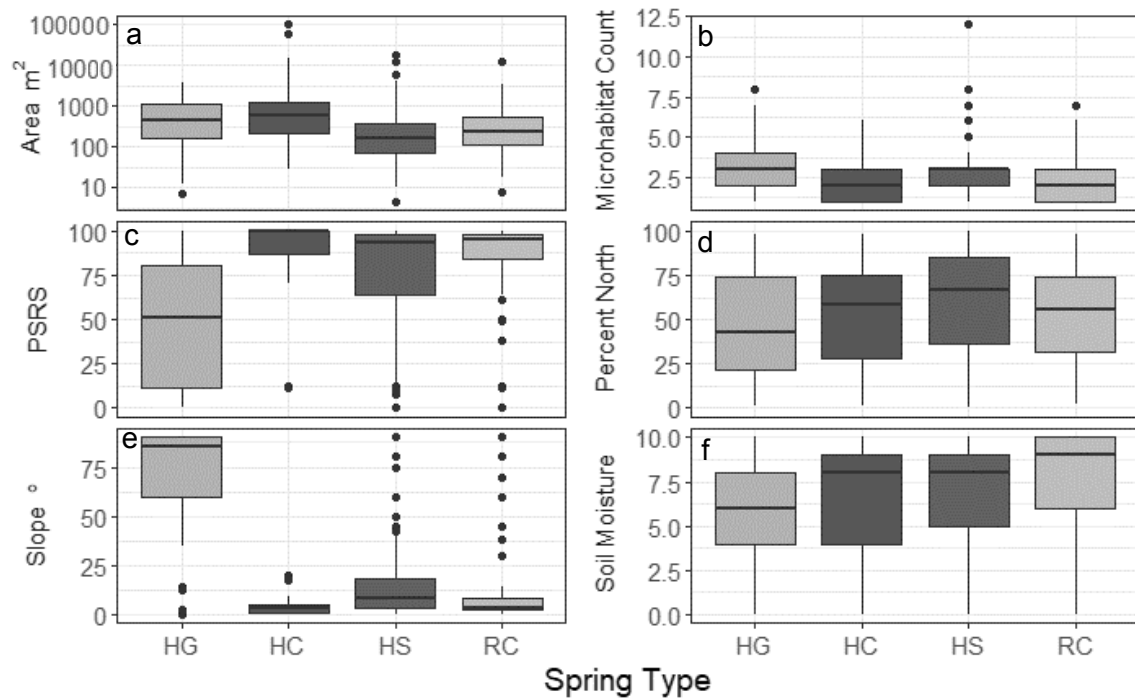 a
100000
10000
1000
100
10
Area m²
b
12.5
10.0
7.5
5.0
2.5
Microhabitat Count
c
100
75
50
25
0
PSRS
d
100
75
50
25
0
Percent North
e
75
50
25
0
Slope °
f
10.0
7.5
5.0
2.5
0.0
Soil Moisture
HG HC HS RC
HG HC HS RC
Spring Type